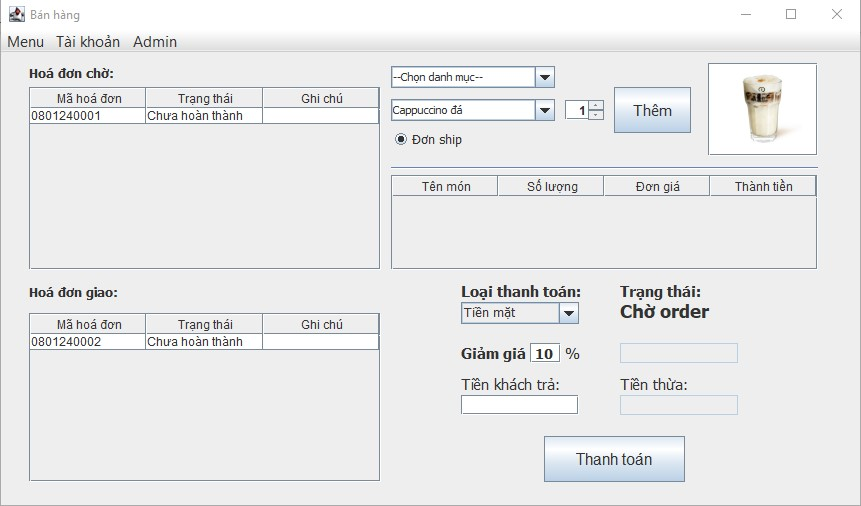 Bán hàng
Menu Tài khoản Admin
Hoá đơn chờ:
Mã hoá đơn Trạng thái Ghi chú
0801240001 Chưa hoàn thành
--Chọn danh mục--
Cappuccino đá 1 Thêm
Đơn ship
Tên món Số lượng Đơn giá Thành tiền
Hoá đơn giao:
Mã hoá đơn Trạng thái Ghi chú
0801240002 Chưa hoàn thành
Loại thanh toán: Trạng thái:
Tiền mặt Chờ order
Giảm giá 10 %
Tiền khách trả: Tiền thừa:
Thanh toán